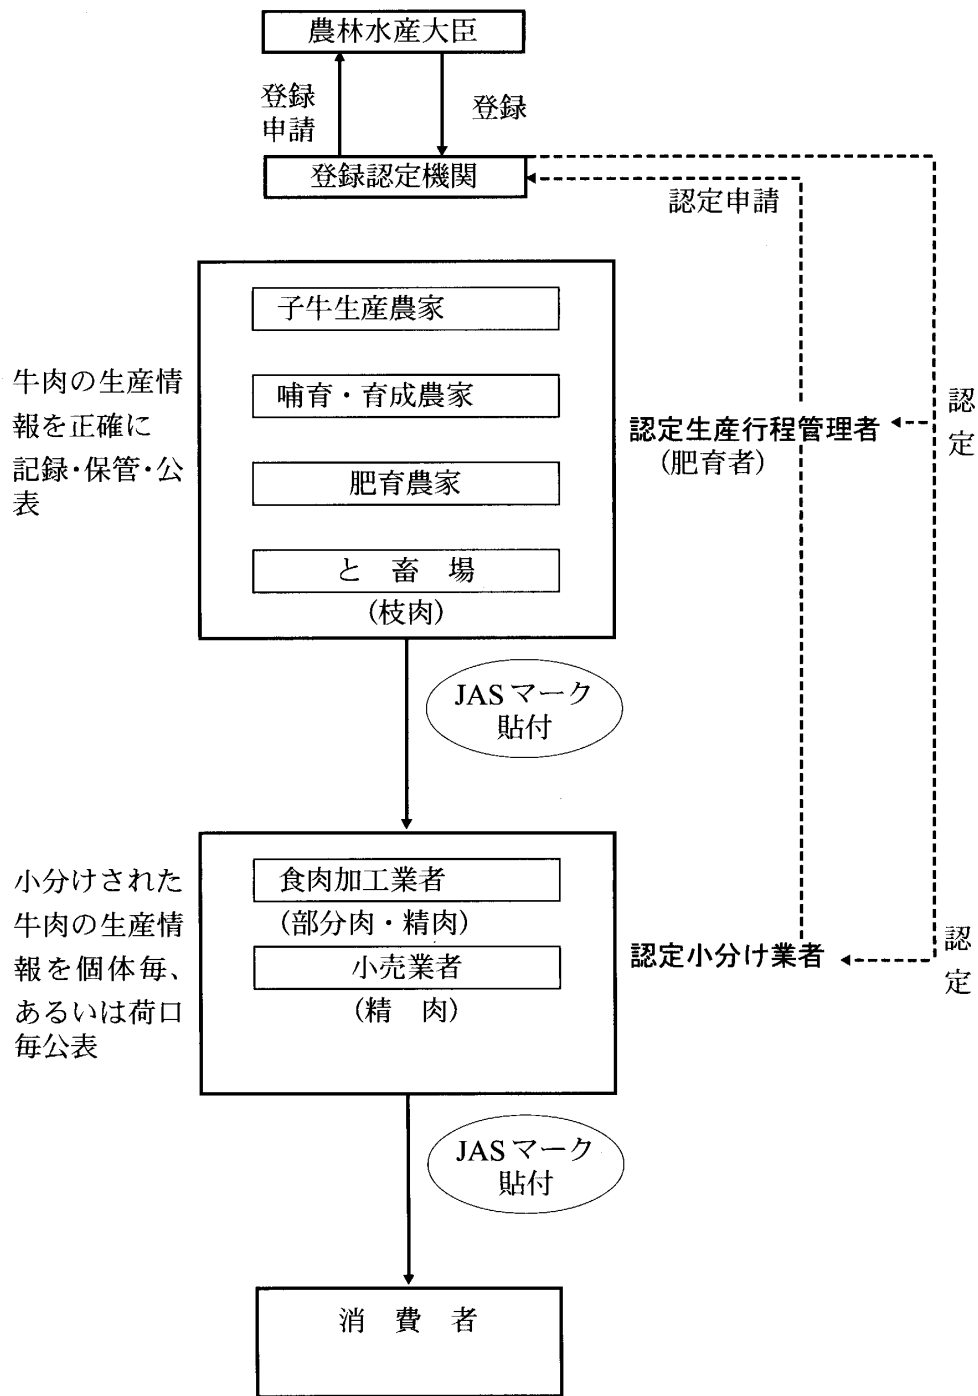 農林水産大臣
登録
申請
登録
登録認定機関
認定申請
子牛生産農家
哺育・育成農家
肥育農家
と畜場
(枝肉)
牛肉の生産情
報を正確に
記録・保管・公
表
認定生産行程管理者
(肥育者)
認
定
JASマーク
貼付
食肉加工業者
(部分肉・精肉)
小売業者
(精肉)
小分けされた
牛肉の生産情
報を個体毎、
あるいは荷口
毎公表
認定小分け業者
認
定
JASマーク
貼付
消費者